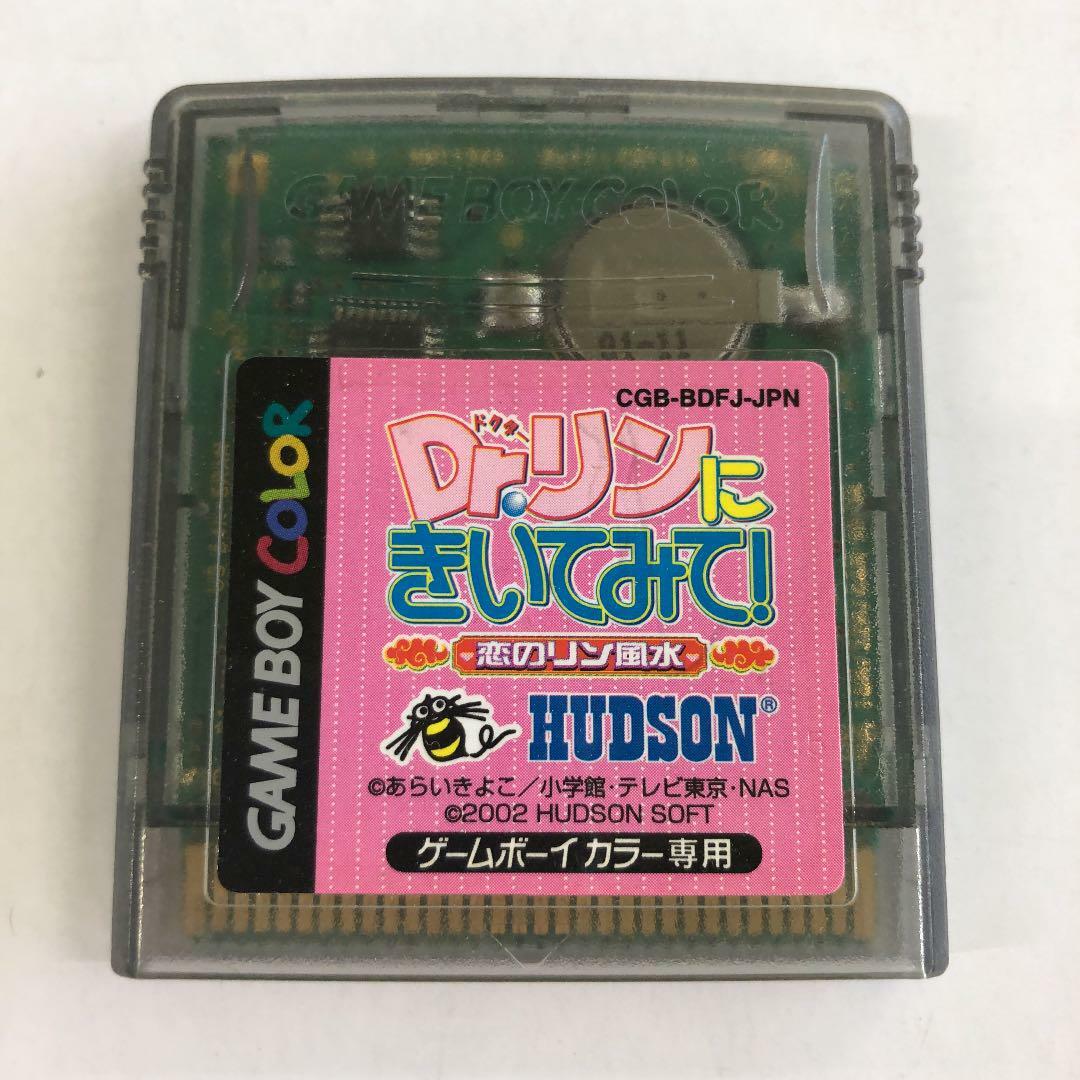 GAME BOY COLOR
CGB-BDFJ-JPN
ドクター
Dr.リンに
きいてみて!
恋のリン風水
HUDSON®
©あらいきよこ/小学館・テレビ東京・NAS
©2002 HUDSON SOFT
ゲームボーイカラー専用
GAME BOY COLOR